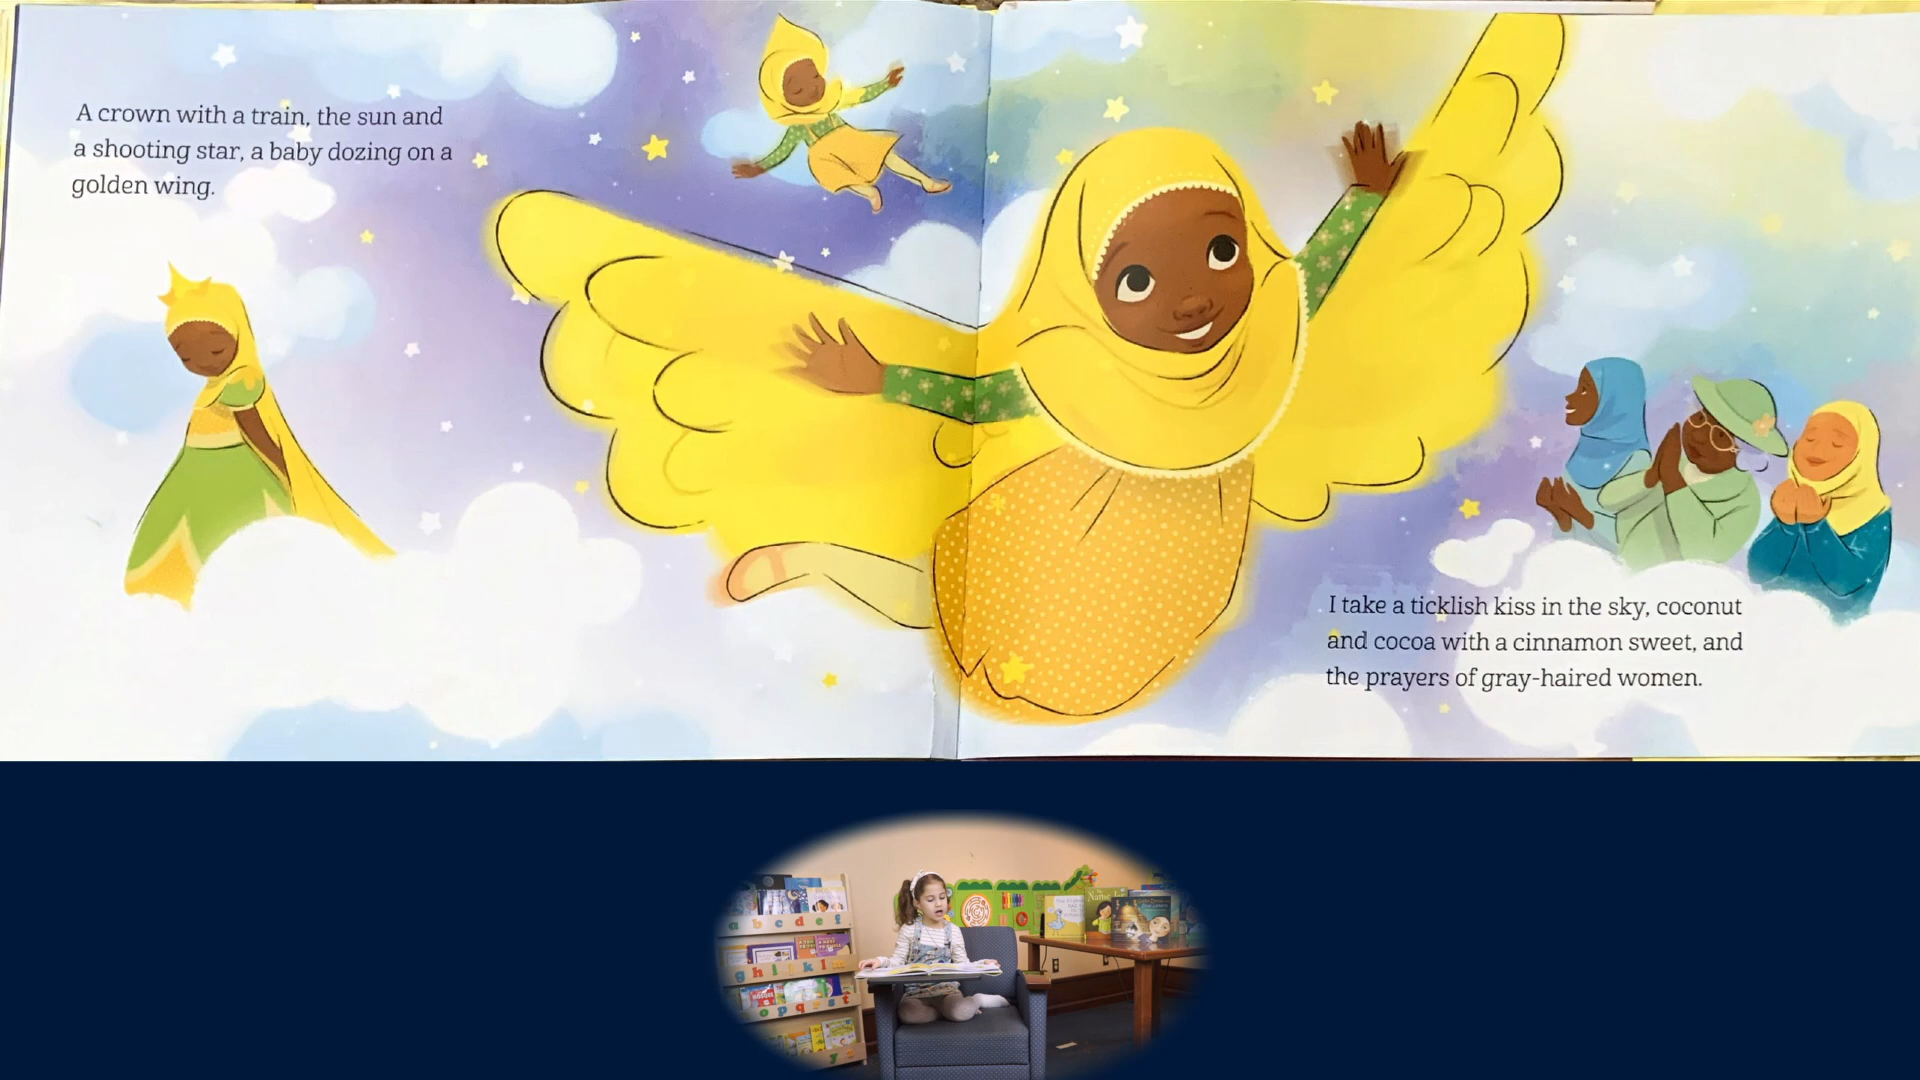 A crown with a train, the sun and
a shooting star, a baby dozing on a
golden wing.
I take a ticklish kiss in the sky, coconut
and cocoa with a cinnamon sweet, and
the prayers of gray-haired women.
a b c d e f
g h i j k l m
o p q r s t
y